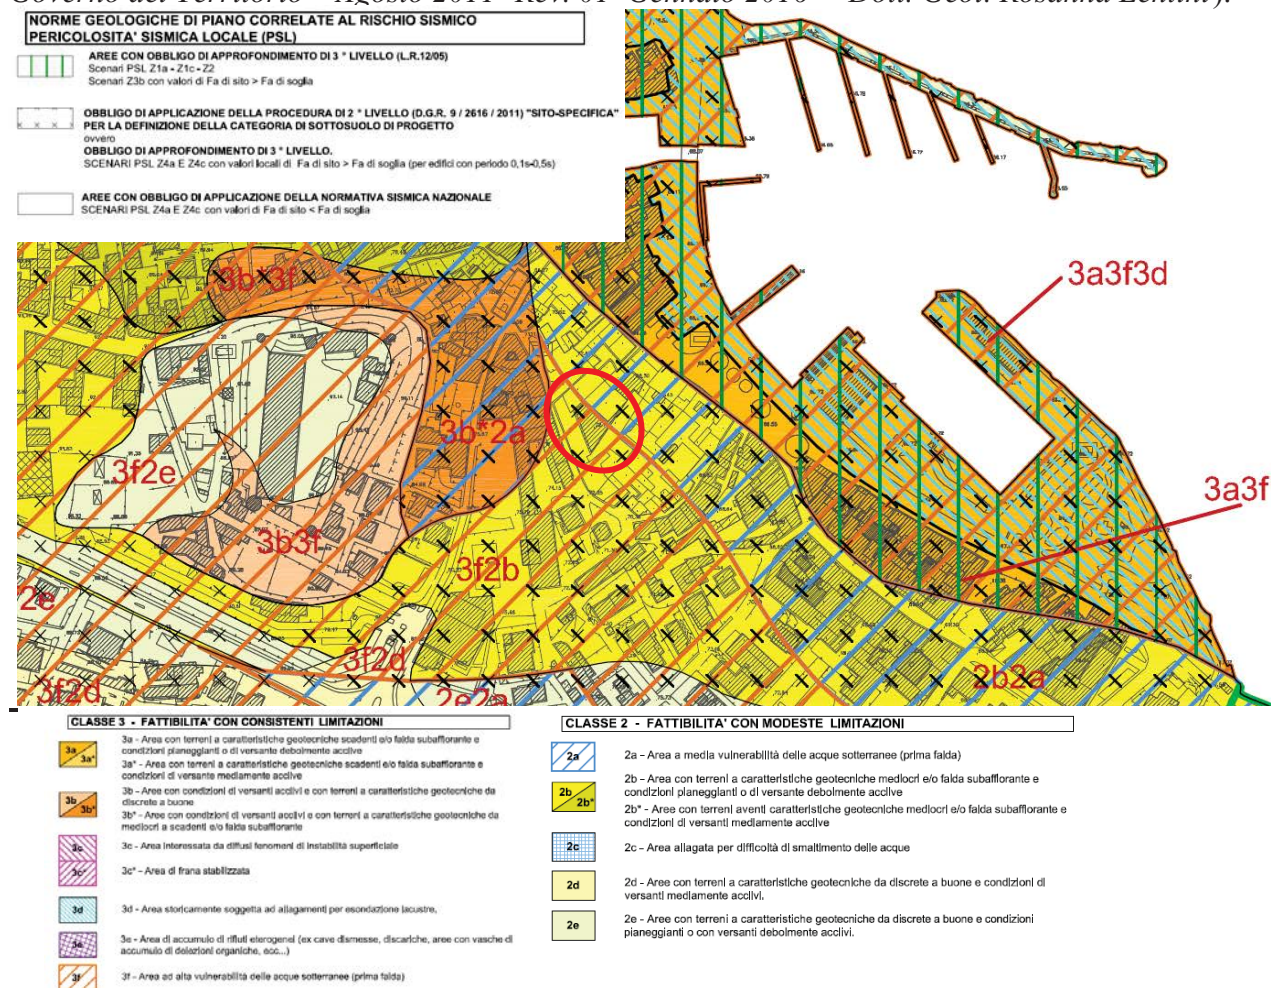 Governo del Territorio - Agosto 2011 Rev. 01 Gennaio 2016 - Dott. Geol. Rosanna Lentini).
NORME GEOLOGICHE DI PIANO CORRELATE AL RISCHIO SISMICO
PERICOLOSITA' SISMICA LOCALE (PSL)
AREE CON OBBLIGO DI APPROFONDIMENTO DI 3 ° LIVELLO (L.R.12/05)
Scenari PSL Z1a - Z1c - Z2
Scenari Z3b con valori di Fa di sito > Fa di soglia
OBBLIGO DI APPLICAZIONE DELLA PROCEDURA DI 2 ° LIVELLO (D.G.R. 9 / 2616 / 2011) "SITO-SPECIFICA"
PER LA DEFINIZIONE DELLA CATEGORIA DI SOTTOSUOLO DI PROGETTO
ovvero
OBBLIGO DI APPROFONDIMENTO DI 3 ° LIVELLO.
SCENARI PSL Z4a E Z4c con valori locali di Fa di sito > Fa di soglia (per edifici con periodo 0,1s-0,5s)
AREE CON OBBLIGO DI APPLICAZIONE DELLA NORMATIVA SISMICA NAZIONALE
SCENARI PSL Z4a E Z4c con valori di Fa di sito < Fa di soglia
3b*3f
3a3f3d
3b*2a
3f2e
3a3f
3b3f
3f2b
2e
3f2d
2b2a
3f2d
2e2a
CLASSE 3 - FATTIBILITA' CON CONSISTENTI LIMITAZIONI
3a
3a*
3a - Area con terreni a caratteristiche geotecniche scadenti e/o falda subaffiorante e
condizioni pianeggianti o di versante debolmente acclive
3a* - Area con terreni a caratteristiche geotecniche scadenti e/o falda subaffiorante e
condizioni di versante mediamente acclive
3b
3b*
3b - Aree con condizioni di versanti acclivi e con terreni a caratteristiche geotecniche da
discrete a buone
3b* - Aree con condizioni di versanti acclivi e con terreni a caratteristiche geotecniche da
mediocri a scadenti e/o falda subaffiorante
3c
3c - Area interessata da diffusi fenomeni di instabilità superficiale
3c*
3c* - Area di frana stabilizzata
3d
3d - Area storicamente soggetta ad allagamenti per esondazione lacustre,
3e
3e - Area di accumulo di rifiuti eterogenei (ex cave dismesse, discariche, aree con vasche di
accumulo di deiezioni organiche, ecc...)
3f
3f - Area ad alta vulnerabilità delle acque sotterranee (prima falda)
CLASSE 2 - FATTIBILITA' CON MODESTE LIMITAZIONI
2a
2a - Area a media vulnerabilità delle acque sotterranee (prima falda)
2b
2b*
2b - Area con terreni a caratteristiche geotecniche mediocri e/o falda subaffiorante e
condizioni pianeggianti o di versante debolmente acclive
2b* - Aree con terreni aventi caratteristiche geotecniche mediocri e/o falda subaffiorante e
condizioni di versanti mediamente acclive
2c
2c - Area allagata per difficoltà di smaltimento delle acque
2d
2d - Aree con terreni a caratteristiche geotecniche da discrete a buone e condizioni di
versanti mediamente acclivi,
2e
2e - Aree con terreni a caratteristiche geotecniche da discrete a buone e condizioni
pianeggianti o con versanti debolmente acclivi.